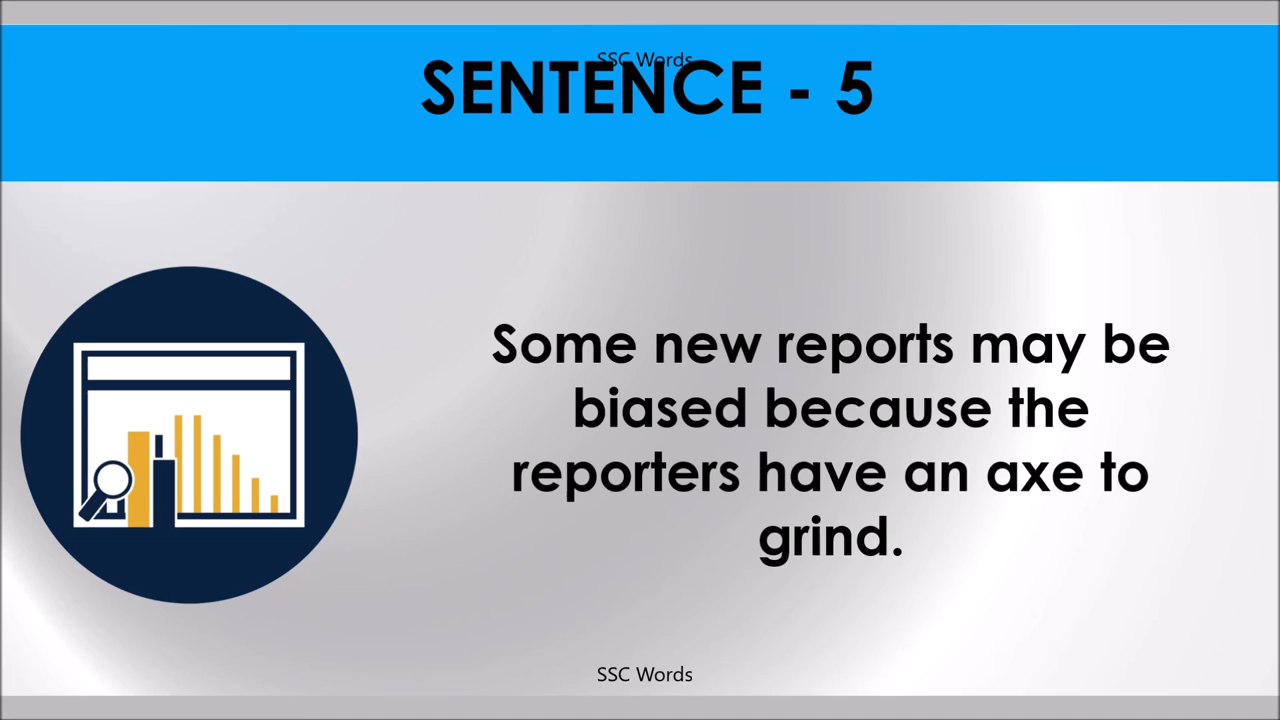 SSC Words
SENTENCE - 5
Some new reports may be
biased because the
reporters have an axe to
grind.
SSC Words